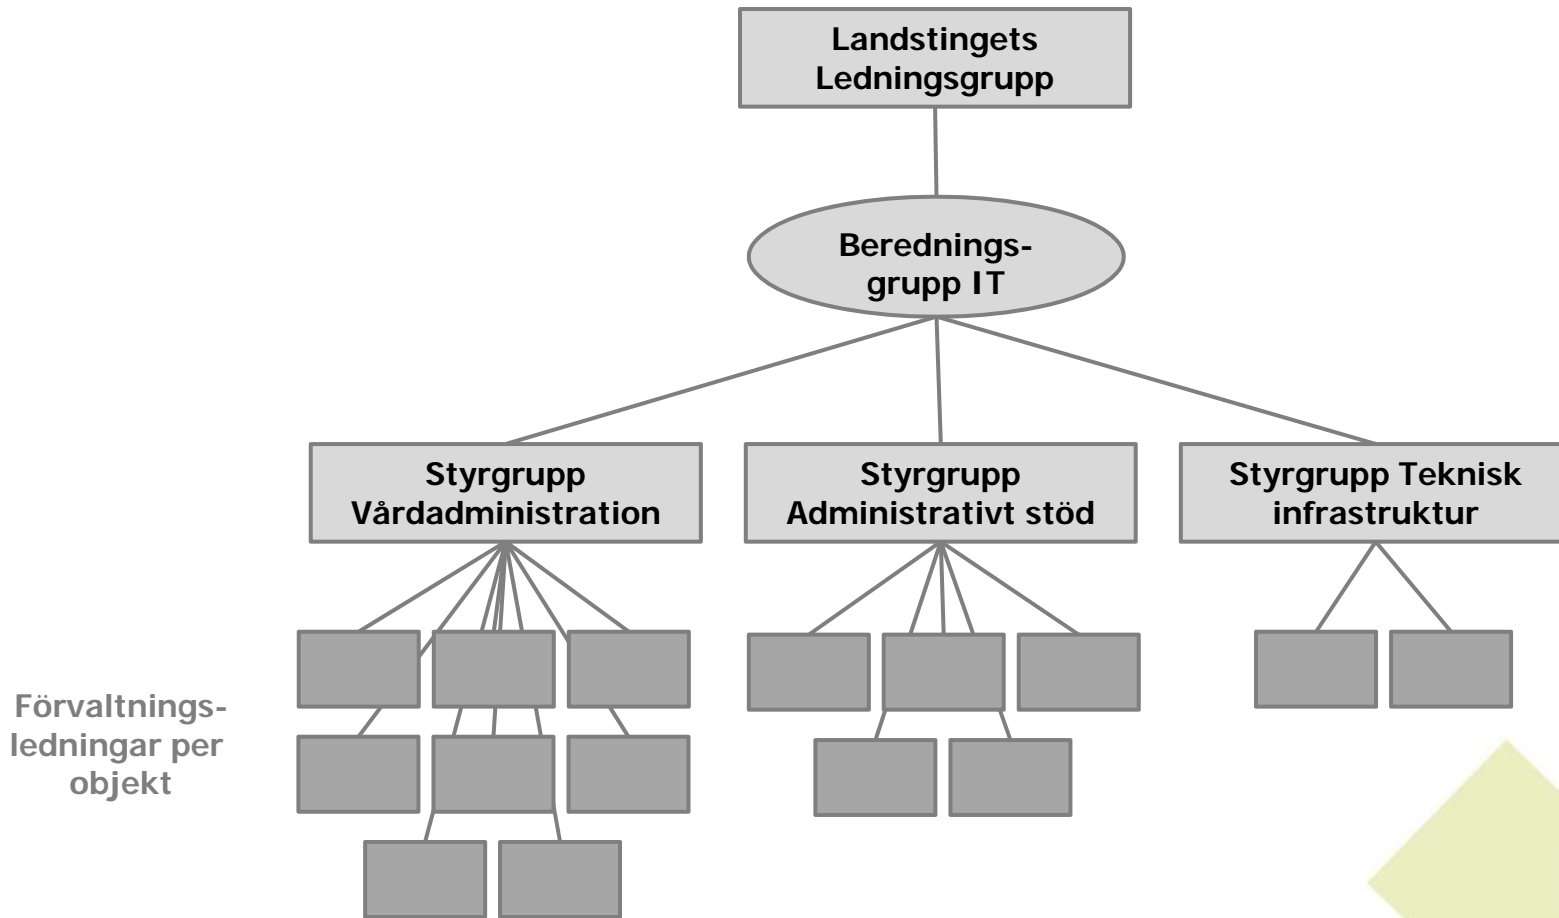 Landstingets
Ledningsgrupp
Berednings-
grupp IT
Styrgrupp
Vårdadministration
Styrgrupp
Administrativt stöd
Styrgrupp Teknisk
infrastruktur
Förvaltnings-
ledningar per
objekt